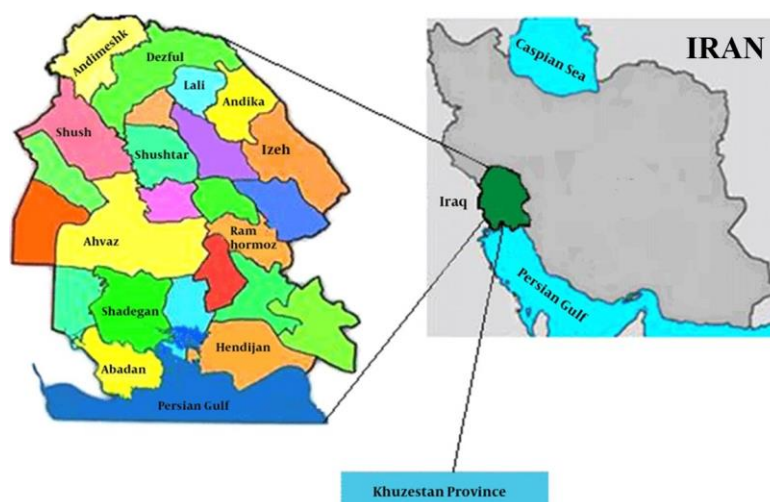 Andimeshk
Dezful
Lali
Andika
Shush
Shushtar
Izeh
Ahvaz
Ram
hormoz
Shadegan
Abadan
Hendijan
Persian Gulf
IRAN
Caspian Sea
Iraq
Persian Gulf
Khuzestan Province